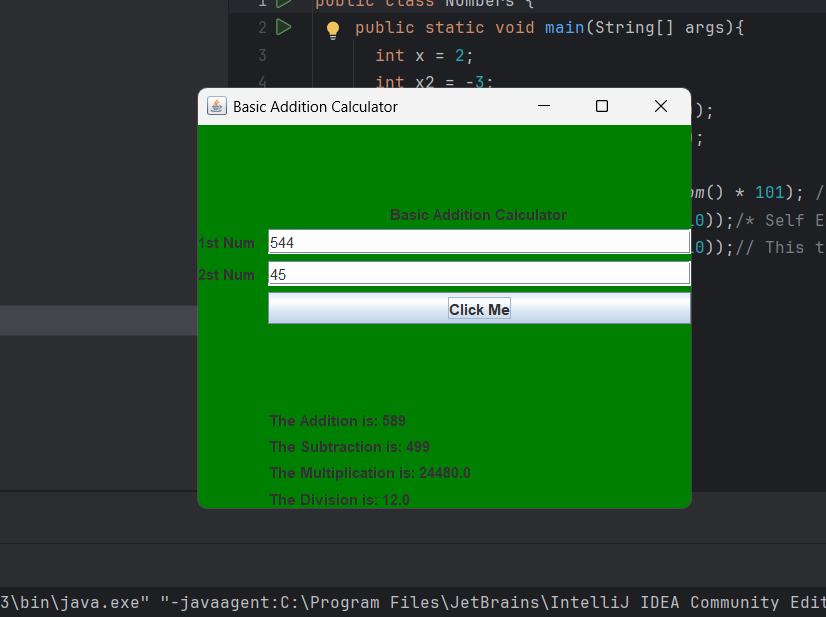 1 public class Numbers {
2 public static void main(String[] args){
3 int x = 2;
4 int x2 = -3;
Basic Addition Calculator
);
;
() * 101); /
));/* Self E
));// This t
Basic Addition Calculator
1st Num 544
2st Num 45
Click Me
The Addition is: 589
The Subtraction is: 499
The Multiplication is: 24480.0
The Division is: 12.0
3\bin\java.exe" "-javaagent:C:\Program Files\JetBrains\IntelliJ IDEA Community Edit